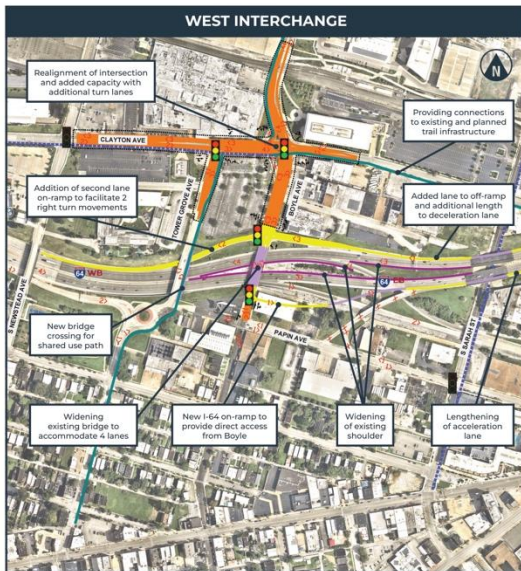 WEST INTERCHANGE
N
Realignment of intersection
and added capacity with
additional turn lanes
Providing connections
to existing and planned
trail infrastructure
CLAYTON AVE
Addition of second lane
on-ramp to facilitate 2
right turn movements
TOWER GROVE AVE
BOYLE AVE
Added lane to off-ramp
and additional length
to deceleration lane
S NEWSTEAD AVE
64 WB
64 EB
New bridge
crossing for
shared use path
PAPIN AVE
S SARAH ST
Widening
existing bridge to
accommodate 4 lanes
New I-64 on-ramp to
provide direct access
from Boyle
Widening
of existing
shoulder
Lengthening
of acceleration
lane